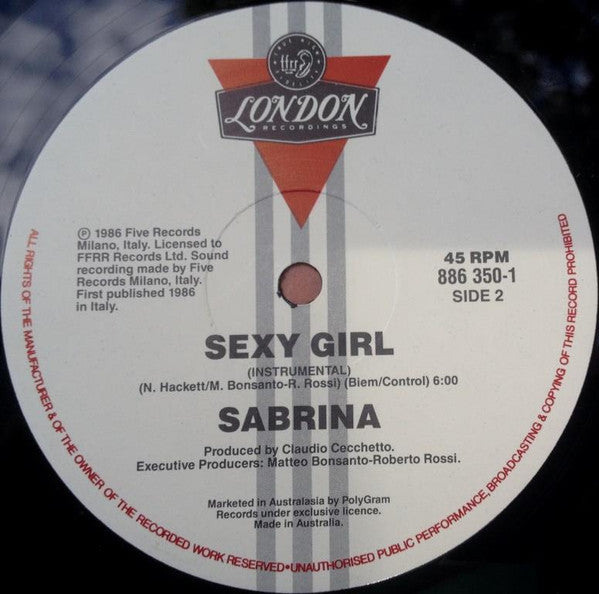 ffrr
LONDON
RECORDINGS
℗ 1986 Five Records
Milano, Italy. Licensed to
FFRR Records Ltd. Sound
recording made by Five
Records Milano, Italy.
First published 1986
in Italy.
45 RPM
886 350-1
SIDE 2
SEXY GIRL
(INSTRUMENTAL)
(N. Hackett/M. Bonsanto-R. Rossi) (Biem/Control) 6:00
SABRINA
Produced by Claudio Cecchetto.
Executive Producers: Matteo Bonsanto-Roberto Rossi.
Marketed in Australasia by PolyGram
Records under exclusive licence.
Made in Australia.
ALL RIGHTS OF THE MANUFACTURER & OF THE OWNER OF THE RECORDED WORK RESERVED•UNAUTHORISED PUBLIC PERFORMANCE, BROADCASTING & COPYING OF THIS RECORD PROHIBITED